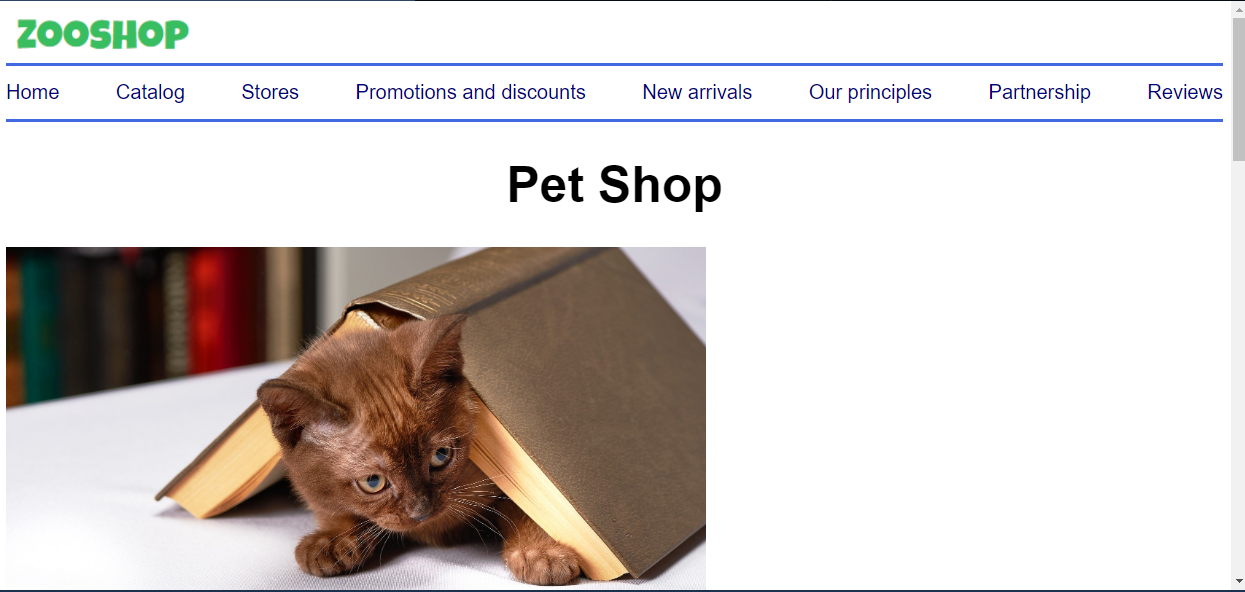 ZOOSHOP
Home Catalog Stores Promotions and discounts New arrivals Our principles Partnership Reviews
Pet Shop